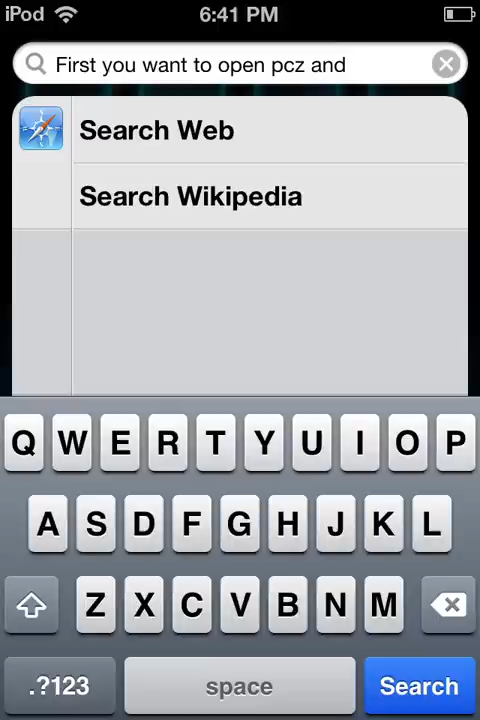 iPod 6:41 PM
First you want to open pcz and
Search Web
Search Wikipedia
Q W E R T Y U I O P
A S D F G H J K L
Z X C V B N M
.?123 space Search